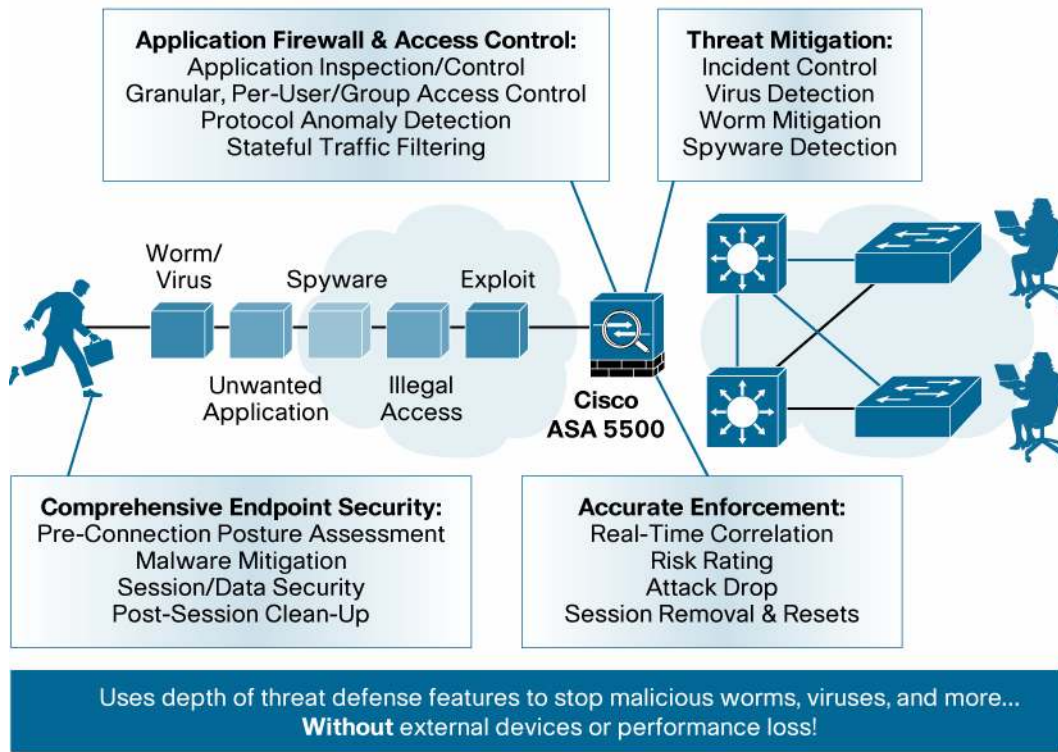 Application Firewall & Access Control:
Application Inspection/Control
Granular, Per-User/Group Access Control
Protocol Anomaly Detection
Stateful Traffic Filtering
Threat Mitigation:
Incident Control
Virus Detection
Worm Mitigation
Spyware Detection
Worm/
Virus
Spyware
Exploit
Unwanted
Application
Illegal
Access
Cisco
ASA 5500
Comprehensive Endpoint Security:
Pre-Connection Posture Assessment
Malware Mitigation
Session/Data Security
Post-Session Clean-Up
Accurate Enforcement:
Real-Time Correlation
Risk Rating
Attack Drop
Session Removal & Resets
Uses depth of threat defense features to stop malicious worms, viruses, and more...
Without external devices or performance loss!